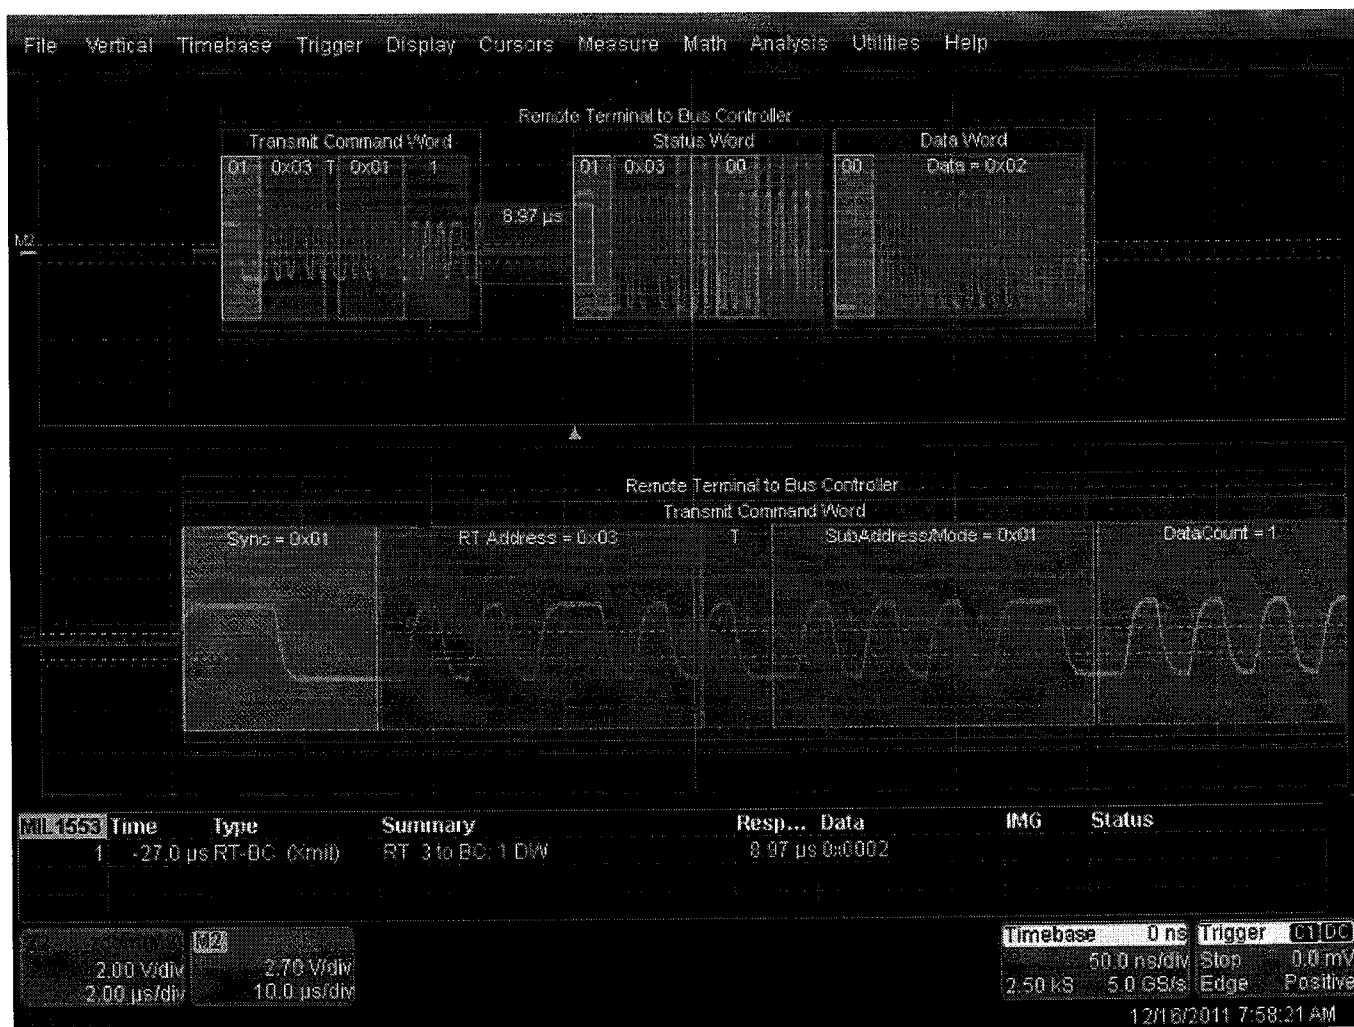 File Vertical Timebase Trigger Display Cursors Measure Math Analysis Utilities Help
Remote Terminal to Bus Controller
Transmit Command Word Status Word Data Word
01 0x03 T 0x01 1 01 0x03 00 00 Data = 0x02
8.97 µs
M2
Remote Terminal to Bus Controller
Transmit Command Word
Sync = 0x01 RT Address = 0x03 T SubAddress/Mode = 0x01 DataCount = 1
MIL1553 Time Type Summary Resp... Data IMG Status
1 -27.0 µs RT-BC (Xmit) RT 3 to BC: 1 DW 8.97 µs 0x0002
M2 Timebase 0 ns Trigger C1 DC
2.00 V/div 2.70 V/div 50.0 ns/div Stop 0.0 mV
2.00 µs/div 10.0 µs/div 2.50 kS 5.0 GS/s Edge Positive
12/16/2011 7:58:21 AM